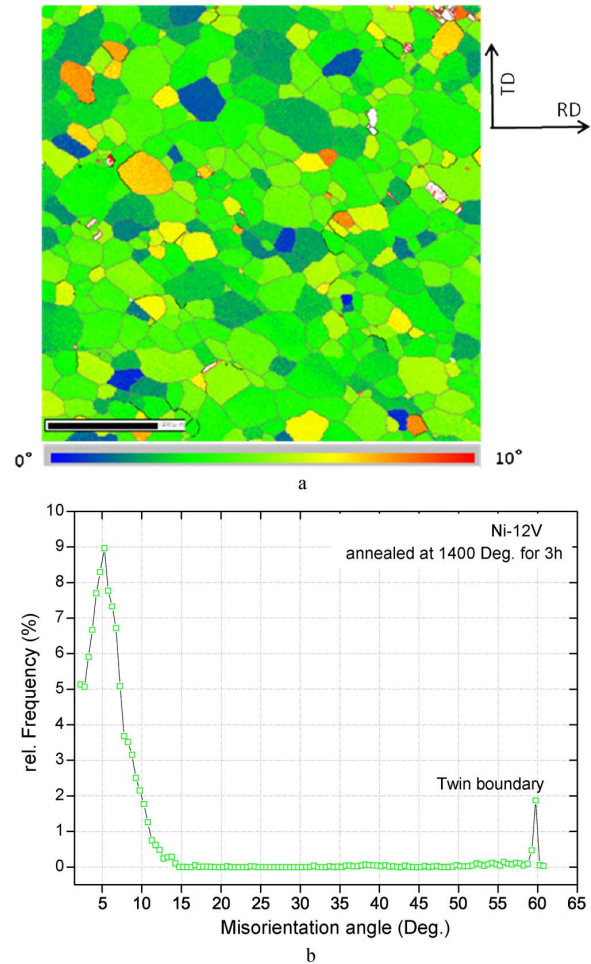 TD
RD
0° 10°
a
10
9
8
7
6
5
4
3
2
1
0
rel. Frequency (%)
Ni-12V
annealed at 1400 Deg. for 3h
Twin boundary
5 10 15 20 25 30 35 40 45 50 55 60 65
Misorientation angle (Deg.)
b